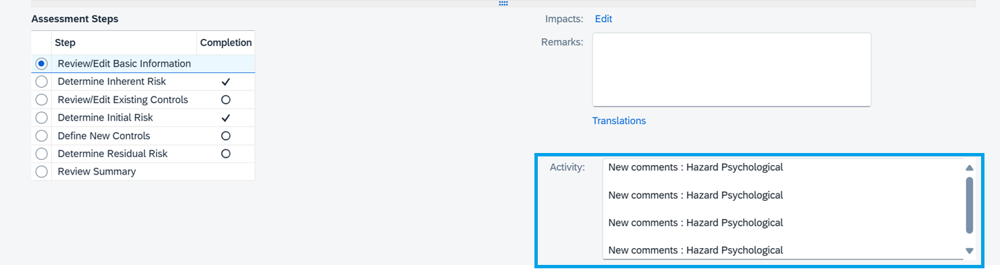 Assessment Steps
Step Completion
Review/Edit Basic Information
Determine Inherent Risk
Review/Edit Existing Controls
Determine Initial Risk
Define New Controls
Determine Residual Risk
Review Summary
Impacts: Edit
Remarks:
Translations
Activity: New comments : Hazard Psychological
New comments : Hazard Psychological
New comments : Hazard Psychological
New comments : Hazard Psychological